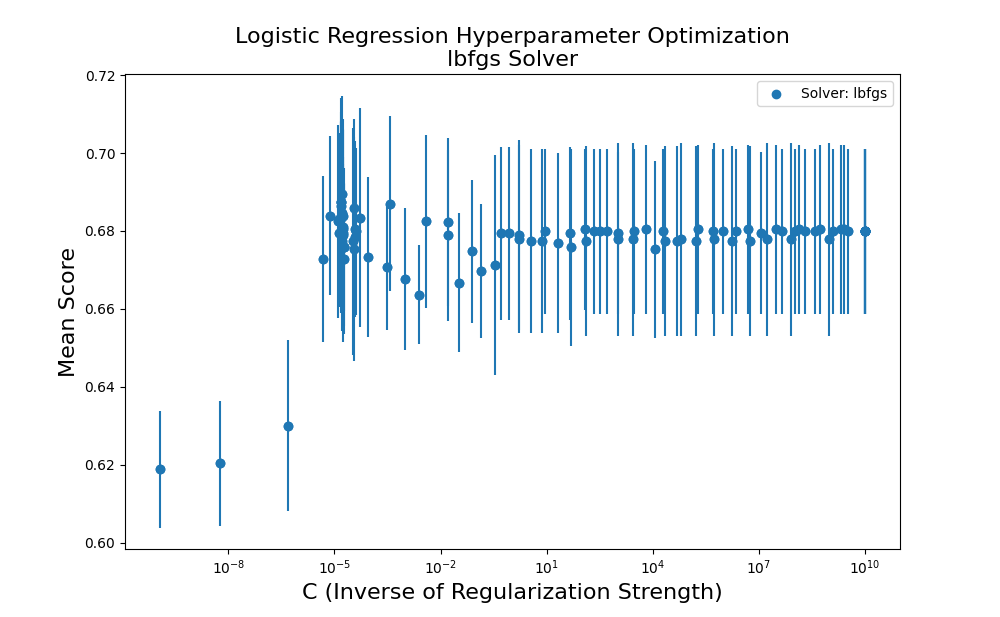 Logistic Regression Hyperparameter Optimization
lbfgs Solver
Solver: lbfgs
Mean Score
0.72
0.70
0.68
0.66
0.64
0.62
0.60
10⁻⁸
10⁻⁵
10⁻²
10¹
10⁴
10⁷
10¹⁰
C (Inverse of Regularization Strength)